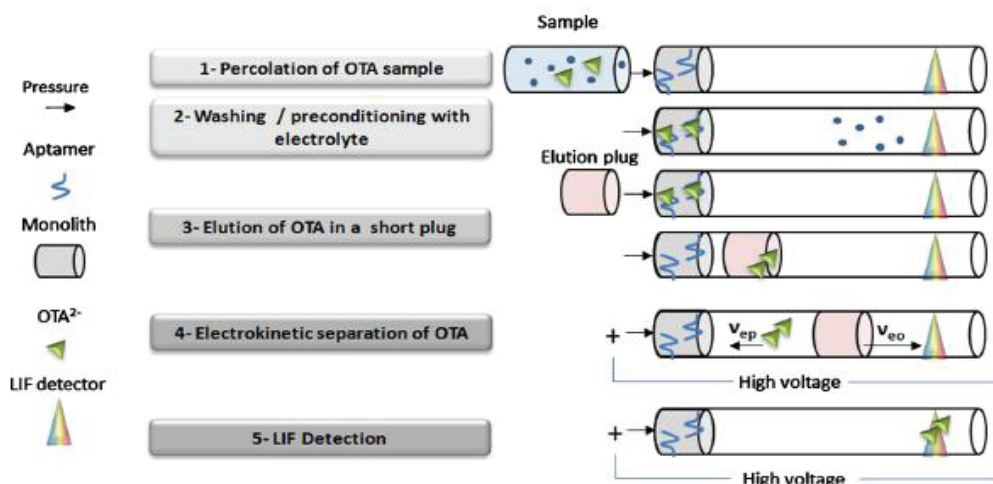 Sample
1- Percolation of OTA sample
Pressure
2- Washing / preconditioning with
electrolyte
Aptamer
Elution plug
Monolith
3- Elution of OTA in a short plug
OTA²⁻
4- Electrokinetic separation of OTA
+
vep
veo
LIF detector
High voltage
5- LIF Detection
+
High voltage